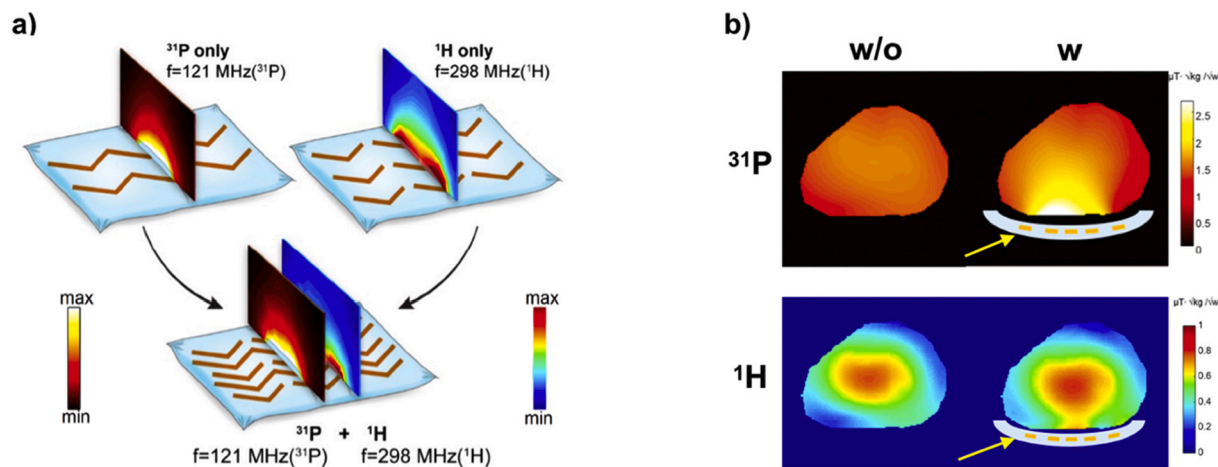 a)
³¹P only
f=121 MHz(³¹P)
¹H only
f=298 MHz(¹H)
max
min
max
min
³¹P + ¹H
f=121 MHz(³¹P) f=298 MHz(¹H)
b)
w/o w
µT· √kg /√w
³¹P
2.5
2
1.5
1
0.5
0
µT· √kg /√w
¹H
1
0.8
0.6
0.4
0.2
0